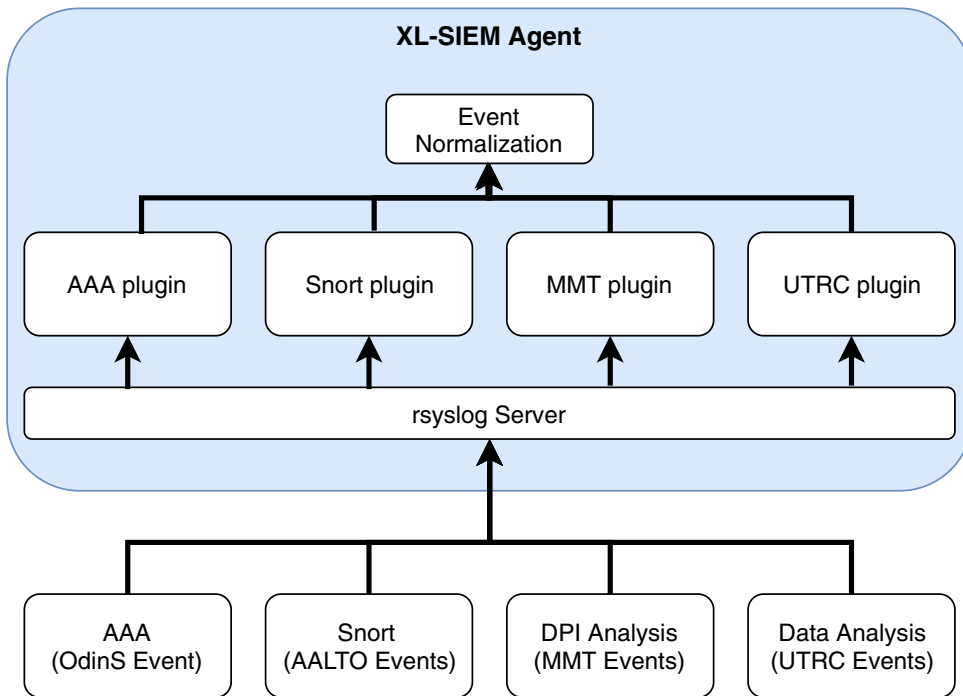 XL-SIEM Agent
Event
Normalization
AAA plugin
Snort plugin
MMT plugin
UTRC plugin
rsyslog Server
AAA
(OdinS Event)
Snort
(AALTO Events)
DPI Analysis
(MMT Events)
Data Analysis
(UTRC Events)